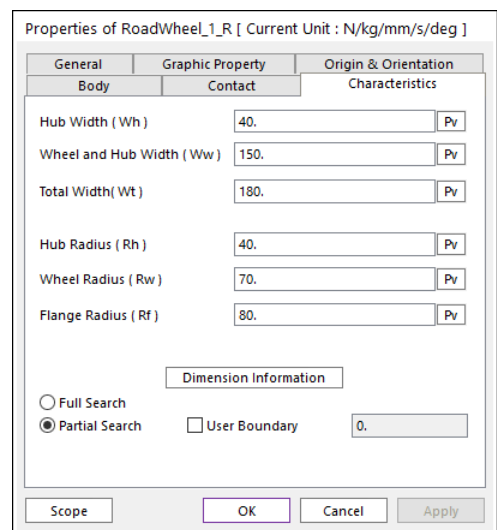 Properties of RoadWheel_1_R [ Current Unit : N/kg/mm/s/deg ]
General Graphic Property Origin & Orientation
Body Contact Characteristics
Hub Width ( Wh ) 40. Pv
Wheel and Hub Width ( Ww ) 150. Pv
Total Width( Wt ) 180. Pv
Hub Radius ( Rh ) 40. Pv
Wheel Radius ( Rw ) 70. Pv
Flange Radius ( Rf ) 80. Pv
Dimension Information
Full Search
Partial Search User Boundary 0.
Scope OK Cancel Apply